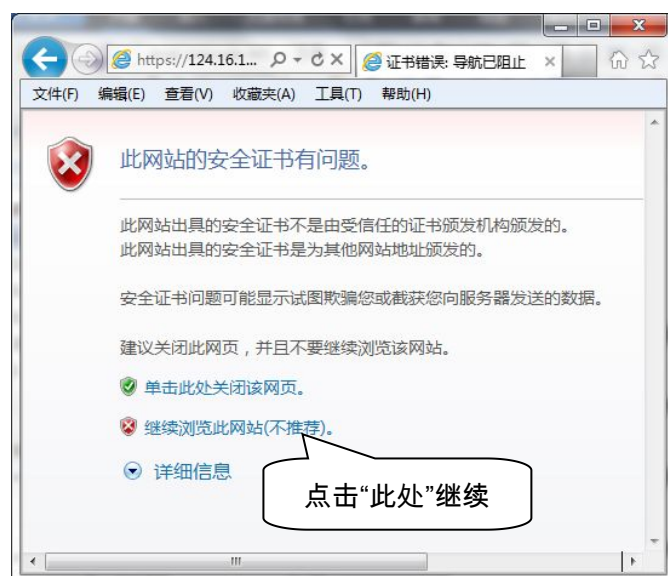 https://124.16.1...
证书错误: 导航已阻止
文件(F) 编辑(E) 查看(V) 收藏夹(A) 工具(T) 帮助(H)
此网站的安全证书有问题。
此网站出具的安全证书不是由受信任的证书颁发机构颁发的。
此网站出具的安全证书是为其他网站地址颁发的。
安全证书问题可能显示试图欺骗您或截获您向服务器发送的数据。
建议关闭此网页，并且不要继续浏览该网站。
单击此处关闭该网页。
继续浏览此网站(不推荐)。
详细信息
点击“此处”继续